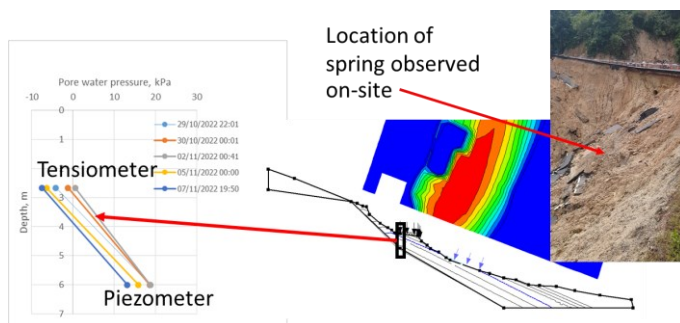 Location of
spring observed
on-site
Pore water pressure, kPa
-10 0 10 20 30
0
1
2
3
4
5
6
7
Depth, m
29/10/2022 22:01
30/10/2022 00:01
02/11/2022 00:41
05/11/2022 00:00
07/11/2022 19:50
Tensiometer
Piezometer